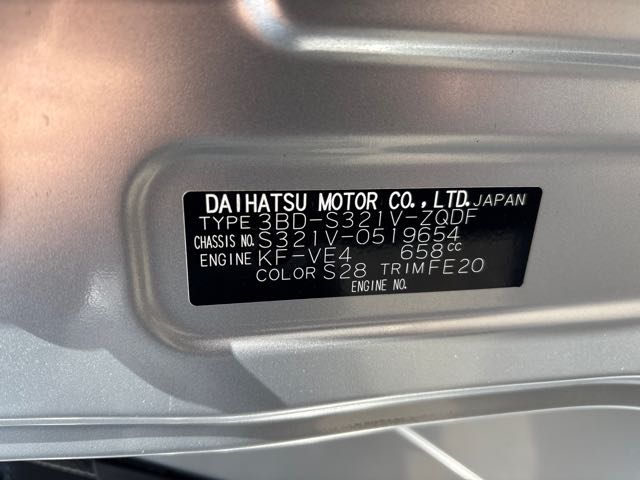 DAIHATSU MOTOR CO.,LTD. JAPAN
TYPE 3BD-S321V-ZQDF
CHASSIS NO. S321V-0519654
ENGINE KF-VE4 658cc
COLOR S28 TRIM FE20
ENGINE NO.